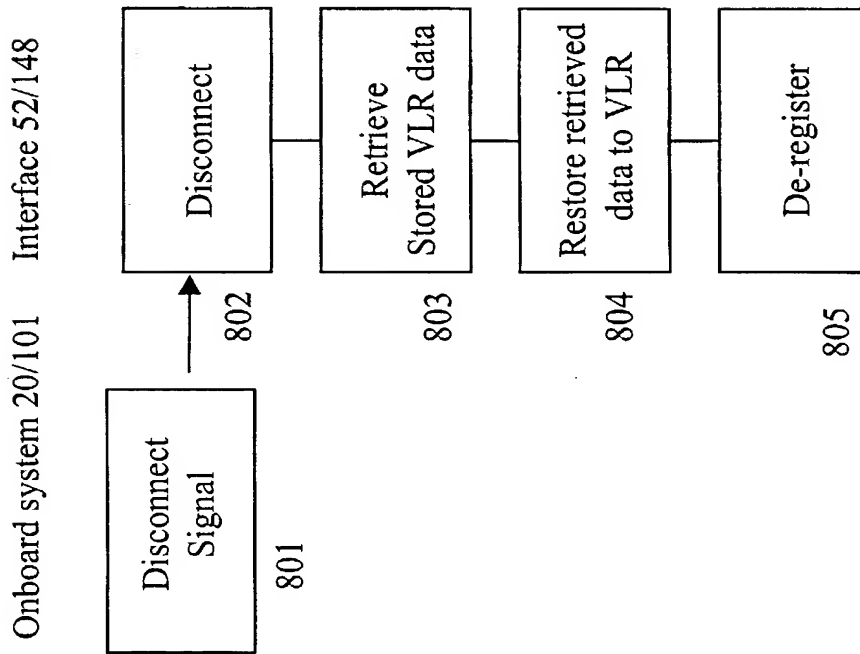 Onboard system 20/101
Interface 52/148
Disconnect
Signal
801
Disconnect
802
Retrieve
Stored VLR data
803
Restore retrieved
data to VLR
804
De-register
805